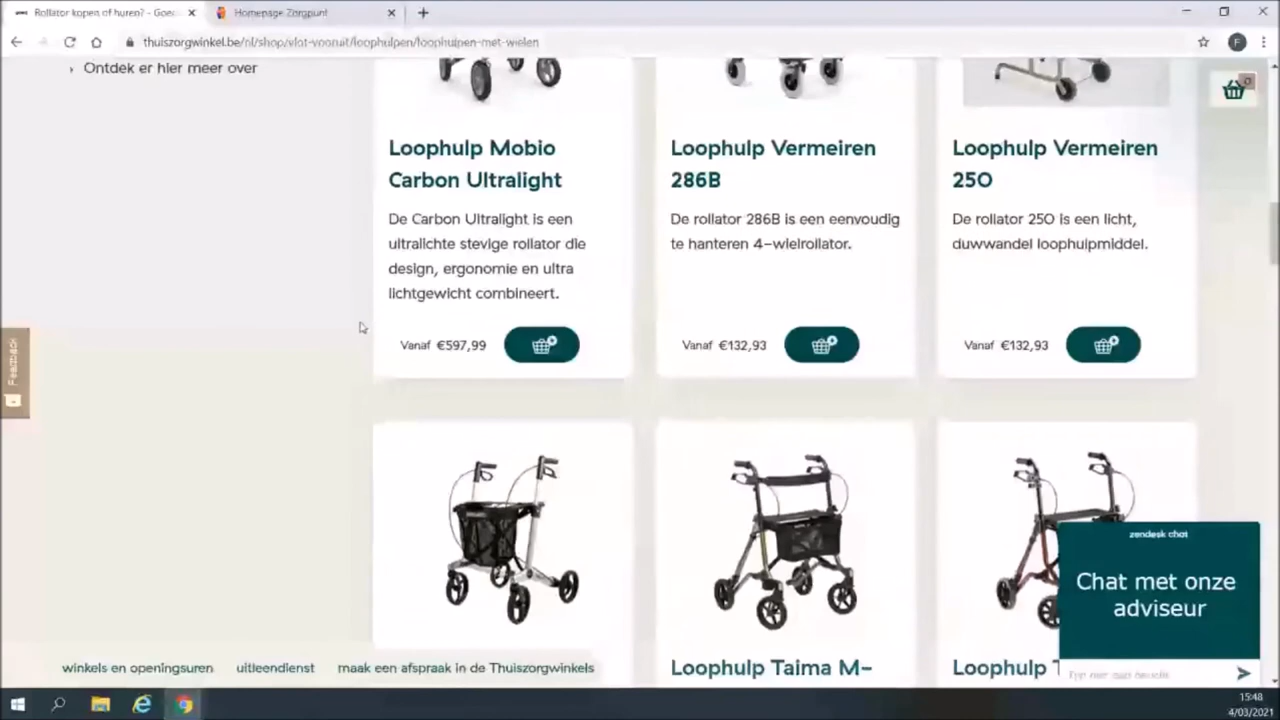 Rollator kopen of huren? - Goe
Homepage Zorgpunt
thuiszorgwinkel.be/nl/shop/vlot-vooruit/loophulpen/loophulpen-met-wielen
F
Ontdek er hier meer over
0
Loophulp Mobio
Carbon Ultralight
De Carbon Ultralight is een
ultralichte stevige rollator die
design, ergonomie en ultra
lichtgewicht combineert.
Vanaf €597,99
Loophulp Vermeiren
286B
De rollator 286B is een eenvoudig
te hanteren 4-wielrollator.
Vanaf €132,93
Loophulp Vermeiren
250
De rollator 250 is een licht,
duwwandel loophulpmiddel.
Vanaf €132,93
Feedback
zendesk chat
Chat met onze
adviseur
winkels en openingsuren
uitleendienst
maak een afspraak in de Thuiszorgwinkels
Loophulp Taima M-
Loophulp T
15:48
4/03/2021